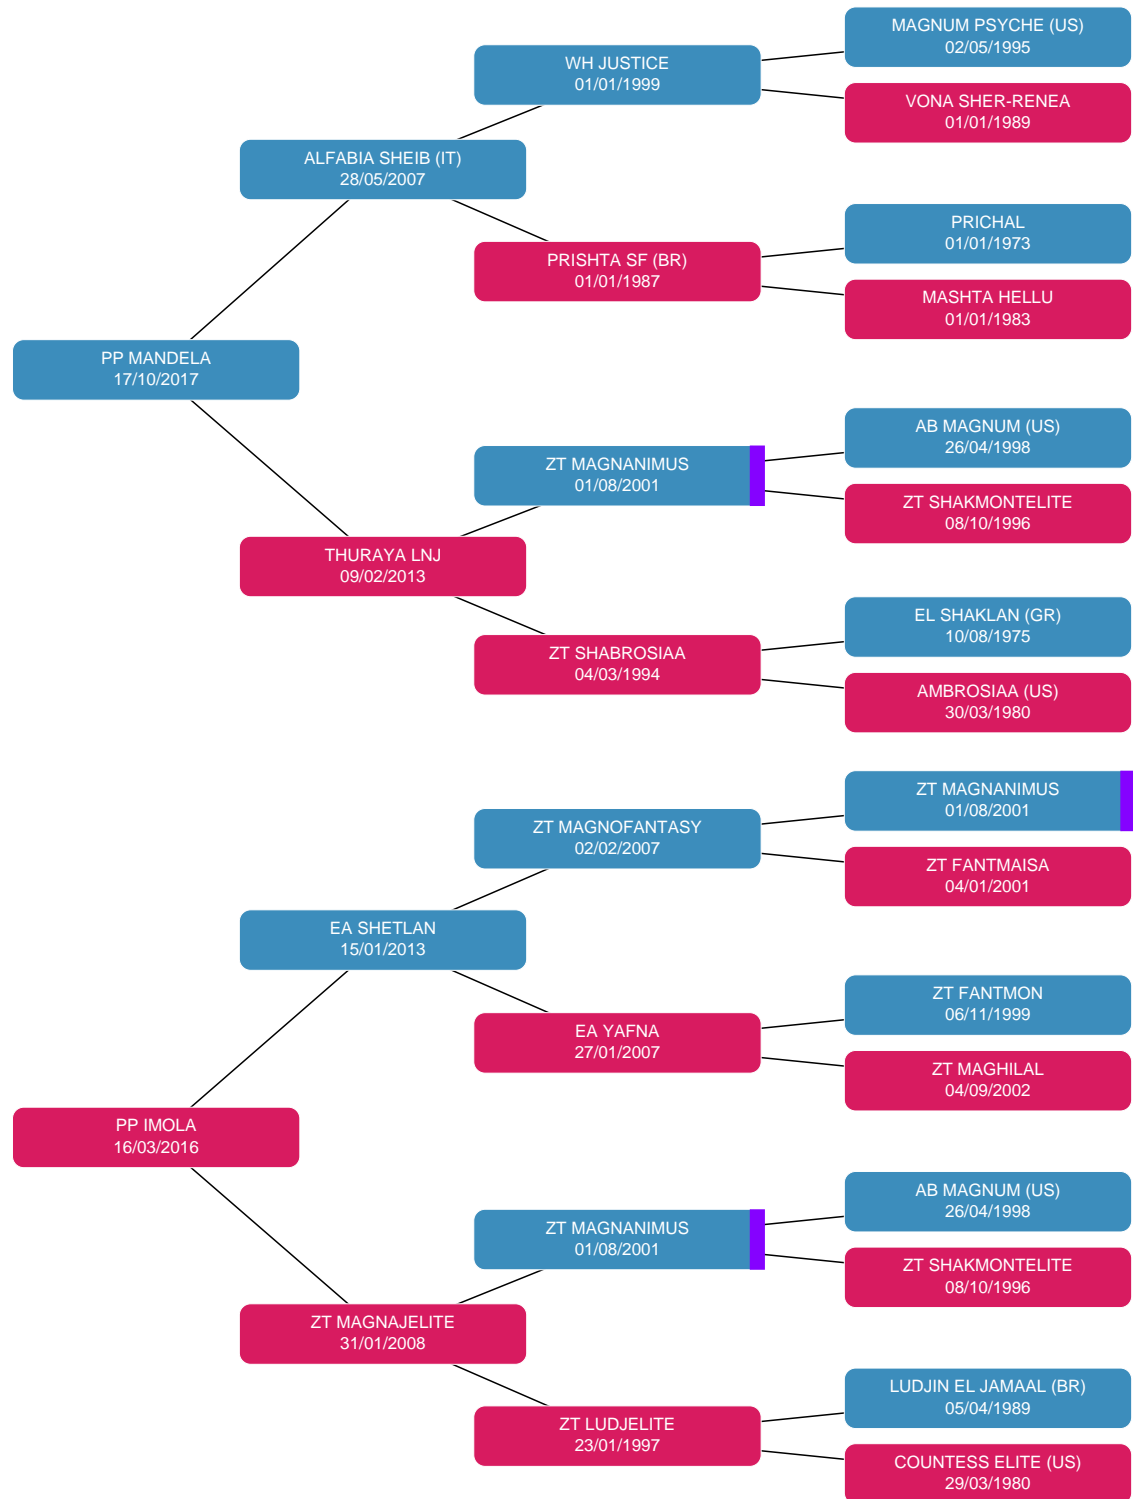 MAGNUM PSYCHE (US)
02/05/1995
WH JUSTICE
01/01/1999
VONA SHER-RENEA
01/01/1989
ALFABIA SHEIB (IT)
28/05/2007
PRICHAL
01/01/1973
PRISHTA SF (BR)
01/01/1987
MASHTA HELLU
01/01/1983
PP MANDELA
17/10/2017
AB MAGNUM (US)
26/04/1998
ZT MAGNANIMUS
01/08/2001
ZT SHAKMONTELITE
08/10/1996
THURAYA LNJ
09/02/2013
EL SHAKLAN (GR)
10/08/1975
ZT SHABROSIAA
04/03/1994
AMBROSIAA (US)
30/03/1980
ZT MAGNANIMUS
01/08/2001
ZT MAGNOFANTASY
02/02/2007
ZT FANTMAISA
04/01/2001
EA SHETLAN
15/01/2013
ZT FANTMON
06/11/1999
EA YAFNA
27/01/2007
ZT MAGHILAL
04/09/2002
PP IMOLA
16/03/2016
AB MAGNUM (US)
26/04/1998
ZT MAGNANIMUS
01/08/2001
ZT SHAKMONTELITE
08/10/1996
ZT MAGNAJELITE
31/01/2008
LUDJIN EL JAMAAL (BR)
05/04/1989
ZT LUDJELITE
23/01/1997
COUNTESS ELITE (US)
29/03/1980